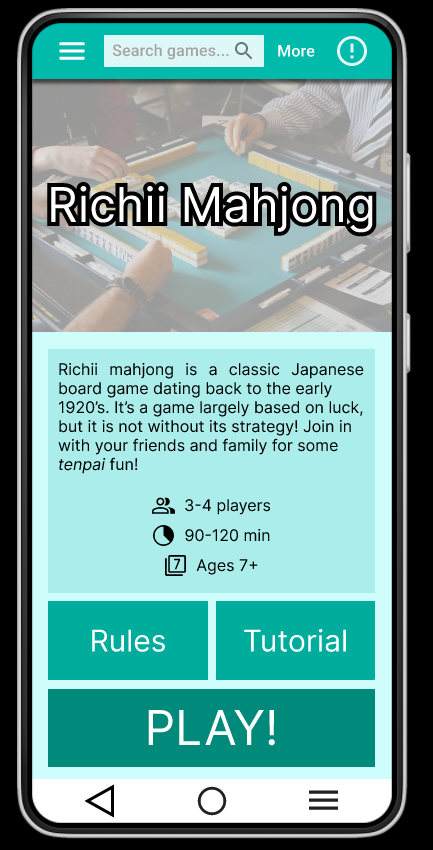 Search games... More
Richii Mahjong
Richii mahjong is a classic Japanese
board game dating back to the early
1920’s. It’s a game largely based on luck,
but it is not without its strategy! Join in
with your friends and family for some
tenpai fun!
3-4 players
90-120 min
7 Ages 7+
Rules Tutorial
PLAY!